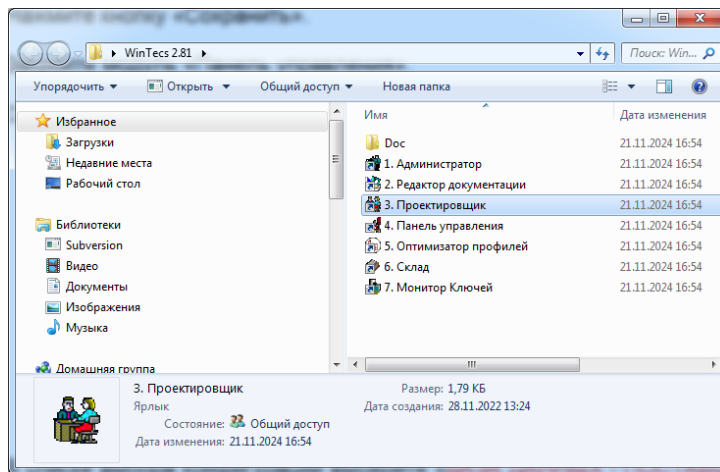 нажмите кнопку «Сохранить».
WinTecs 2.81
Поиск: Win...
Упорядочить Открыть Общий доступ Новая папка
Избранное
Загрузки
Недавние места
Рабочий стол
Библиотеки
Subversion
Видео
Документы
Изображения
Музыка
Домашняя группа
Имя Дата изменения
Doc 21.11.2024 16:54
1. Администратор 21.11.2024 16:54
2. Редактор документации 21.11.2024 16:54
3. Проектировщик 21.11.2024 16:54
4. Панель управления 21.11.2024 16:54
5. Оптимизатор профилей 21.11.2024 16:54
6. Склад 21.11.2024 16:54
7. Монитор Ключей 21.11.2024 16:54
3. Проектировщик Размер: 1,79 КБ
Ярлык Дата создания: 28.11.2022 13:24
Состояние: Общий доступ
Дата изменения: 21.11.2024 16:54